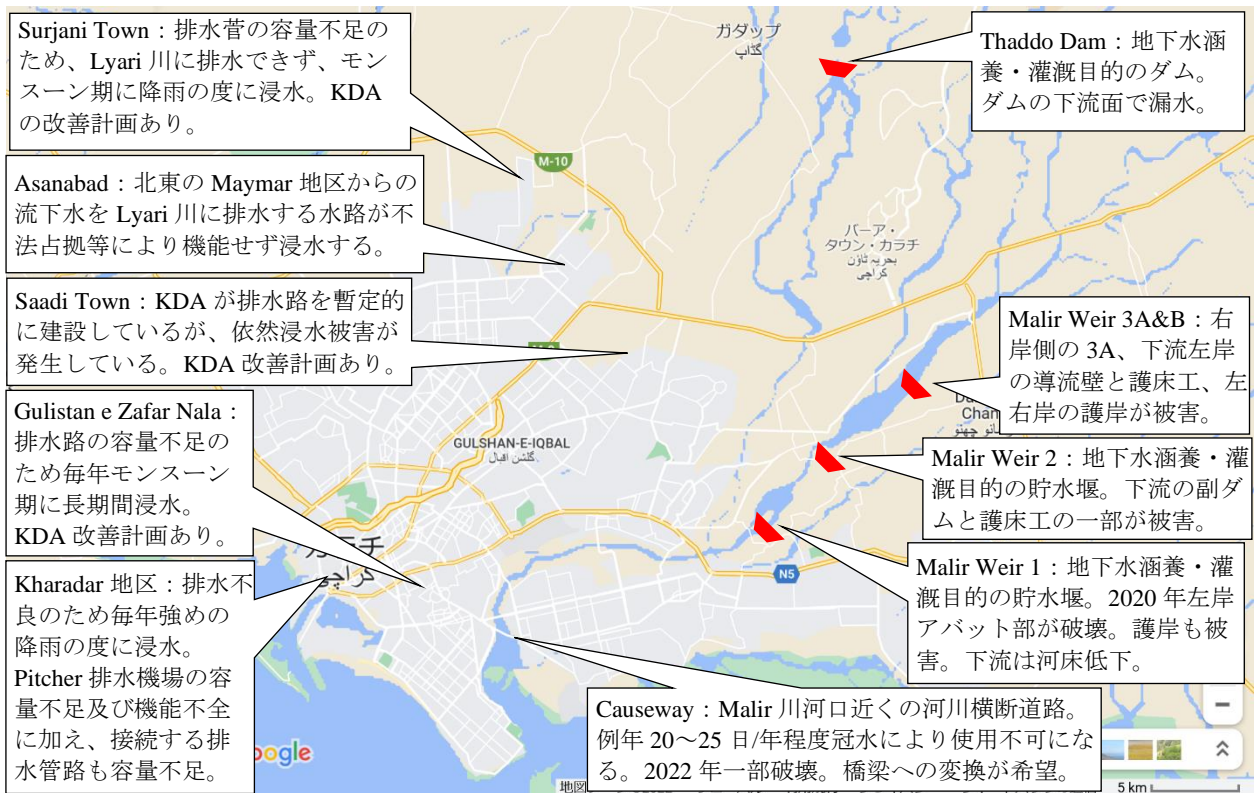 Surjani Town：排水菅の容量不足の
ため、Lyari 川に排水できず、モン
スーン期に降雨の度に浸水。KDA
の改善計画あり。
Asanabad：北東の Maymar 地区からの
流下水を Lyari 川に排水する水路が不
法占拠等により機能せず浸水する。
Saadi Town：KDA が排水路を暫定的
に建設しているが、依然浸水被害が
発生している。KDA 改善計画あり。
Gulistan e Zafar Nala：
排水路の容量不足の
ため毎年モンスーン
期に長期間浸水。
KDA 改善計画あり。
Kharadar 地区：排水不
良のため毎年強めの
降雨の度に浸水。
Pitcher 排水機場の容
量不足及び機能不全
に加え、接続する排
水管路も容量不足。
ガダップ
گڈاپ
Thaddo Dam：地下水涵
養・灌漑目的のダム。
ダムの下流面で漏水。
M-10
バーア・
タウン・カラチ
بحریہ ٹاؤن
کراچی
Malir Weir 3A&B：右
岸側の 3A、下流左岸
の導流壁と護床工、左
右岸の護岸が被害。
GULSHAN-E-IQBAL
گلشن اقبال
Malir Weir 2：地下水涵養・灌
漑目的の貯水堰。下流の副ダ
ムと護床工の一部が被害。
カラチ
کراچی
N5
Malir Weir 1：地下水涵養・灌
漑目的の貯水堰。2020 年左岸
アバット部が破壊。護岸も被
害。下流は河床低下。
Causeway：Malir 川河口近くの河川横断道路。
例年 20～25 日/年程度冠水により使用不可にな
る。2022 年一部破壊。橋梁への変換が希望。
ogle
地図
5 km